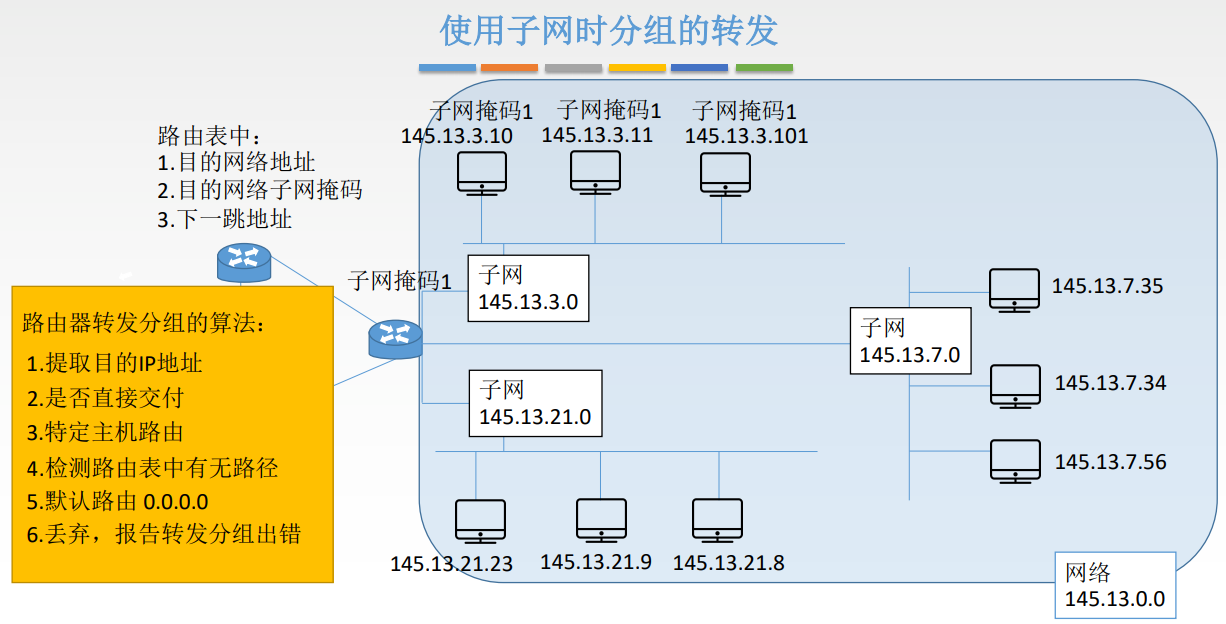 使用子网时分组的转发
路由表中：
1.目的网络地址
2.目的网络子网掩码
3.下一跳地址
子网掩码1
145.13.3.10
子网掩码1
145.13.3.11
子网掩码1
145.13.3.101
子网掩码1
子网
145.13.3.0
子网
145.13.7.0
145.13.7.35
145.13.7.34
145.13.7.56
子网
145.13.21.0
145.13.21.23
145.13.21.9
145.13.21.8
路由器转发分组的算法：
1.提取目的IP地址
2.是否直接交付
3.特定主机路由
4.检测路由表中有无路径
5.默认路由 0.0.0.0
6.丢弃，报告转发分组出错
网络
145.13.0.0